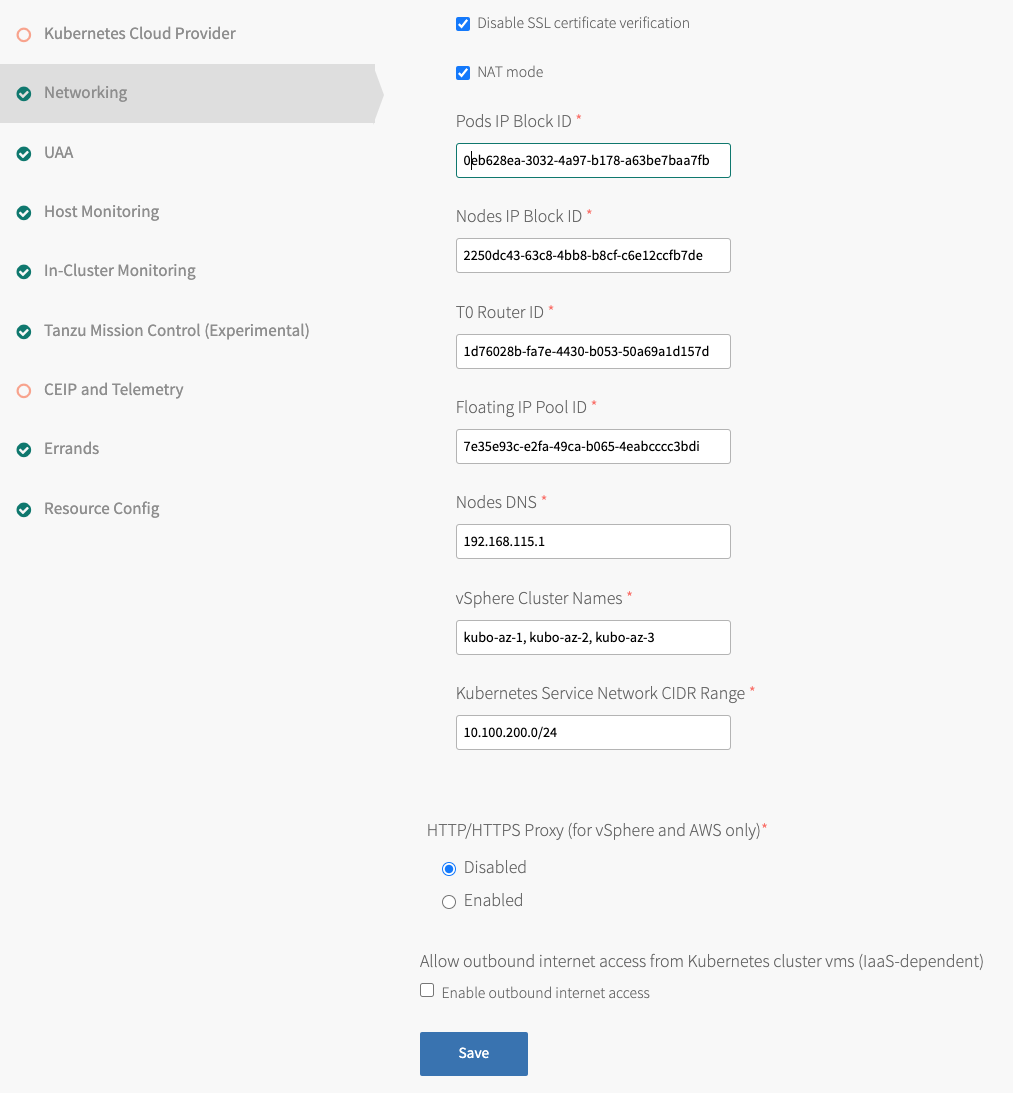 Kubernetes Cloud Provider
Networking
UAA
Host Monitoring
In-Cluster Monitoring
Tanzu Mission Control (Experimental)
CEIP and Telemetry
Errands
Resource Config
Disable SSL certificate verification
NAT mode
Pods IP Block ID *
0eb628ea-3032-4a97-b178-a63be7baa7fb
Nodes IP Block ID *
2250dc43-63c8-4bb8-b8cf-c6e12ccfb7de
T0 Router ID *
1d76028b-fa7e-4430-b053-50a69a1d157d
Floating IP Pool ID *
7e35e93c-e2fa-49ca-b065-4eabcccc3bdi
Nodes DNS *
192.168.115.1
vSphere Cluster Names *
kubo-az-1, kubo-az-2, kubo-az-3
Kubernetes Service Network CIDR Range *
10.100.200.0/24
HTTP/HTTPS Proxy (for vSphere and AWS only)*
Disabled
Enabled
Allow outbound internet access from Kubernetes cluster vms (IaaS-dependent)
Enable outbound internet access
Save